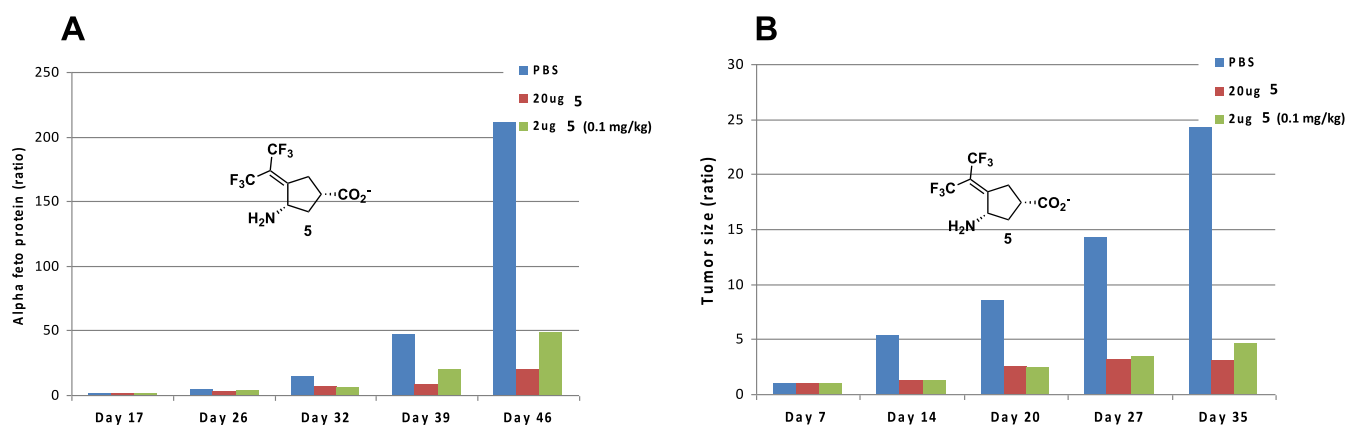 A
Alpha feto protein (ratio)
250
200
150
100
50
0
PBS
20ug 5
2ug 5 (0.1 mg/kg)
CF3
F3C
CO2-
H2N
5
Day 17 Day 26 Day 32 Day 39 Day 46
B
Tumor size (ratio)
30
25
20
15
10
5
0
PBS
20ug 5
2ug 5 (0.1 mg/kg)
CF3
F3C
CO2-
H2N
5
Day 7 Day 14 Day 20 Day 27 Day 35